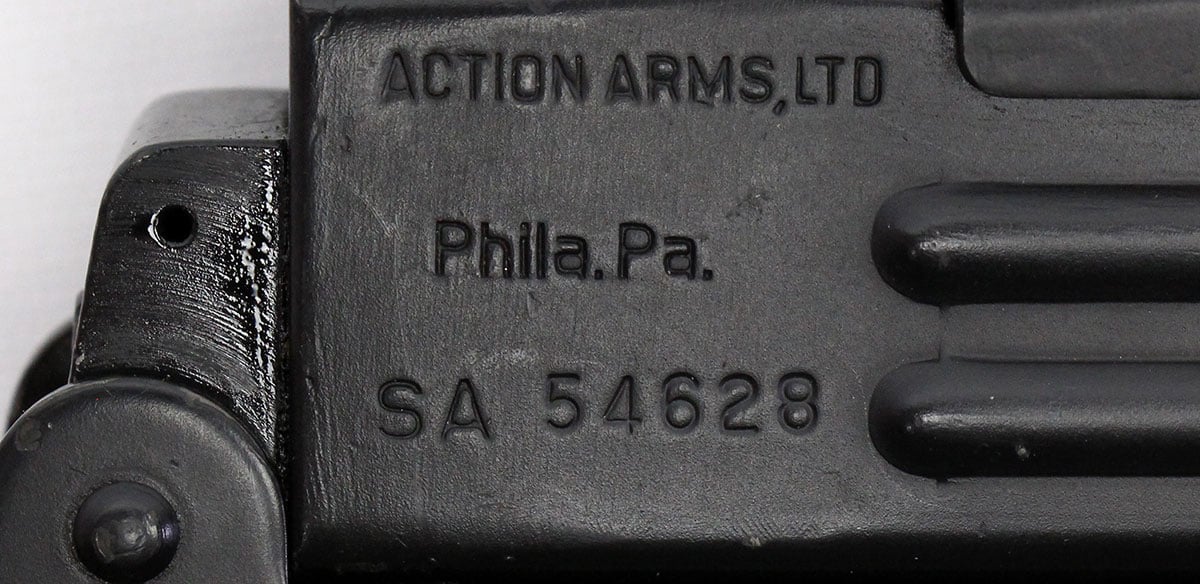 ACTION ARMS,LTD
Phila. Pa.
SA 54628